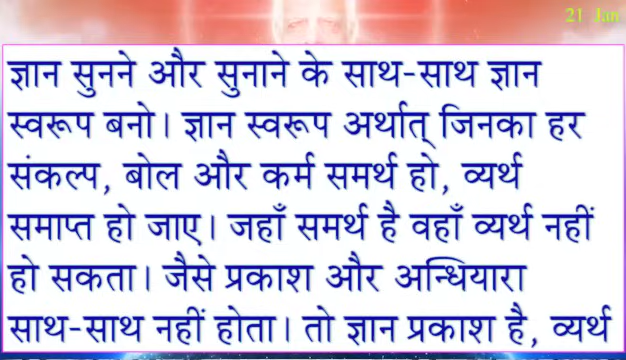 21 Jan
ज्ञान सुनने और सुनाने के साथ-साथ ज्ञान
स्वरूप बनो। ज्ञान स्वरूप अर्थात् जिनका हर
संकल्प, बोल और कर्म समर्थ हो, व्यर्थ
समाप्त हो जाए। जहाँ समर्थ है वहाँ व्यर्थ नहीं
हो सकता। जैसे प्रकाश और अन्धियारा
साथ-साथ नहीं होता। तो ज्ञान प्रकाश है, व्यर्थ